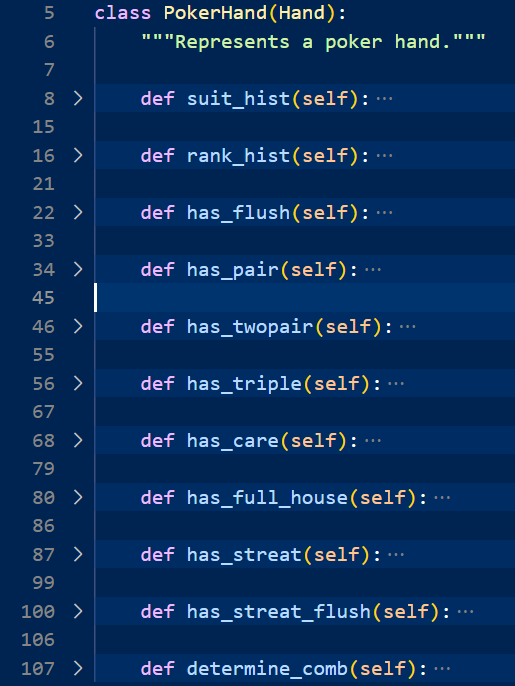 5 class PokerHand(Hand):
6 """Represents a poker hand."""
7
8 > def suit_hist(self):···
15
16 > def rank_hist(self):···
21
22 > def has_flush(self):···
33
34 > def has_pair(self):···
45
46 > def has_twopair(self):···
55
56 > def has_triple(self):···
67
68 > def has_care(self):···
79
80 > def has_full_house(self):···
86
87 > def has_streat(self):···
99
100 > def has_streat_flush(self):···
106
107 > def determine_comb(self):···